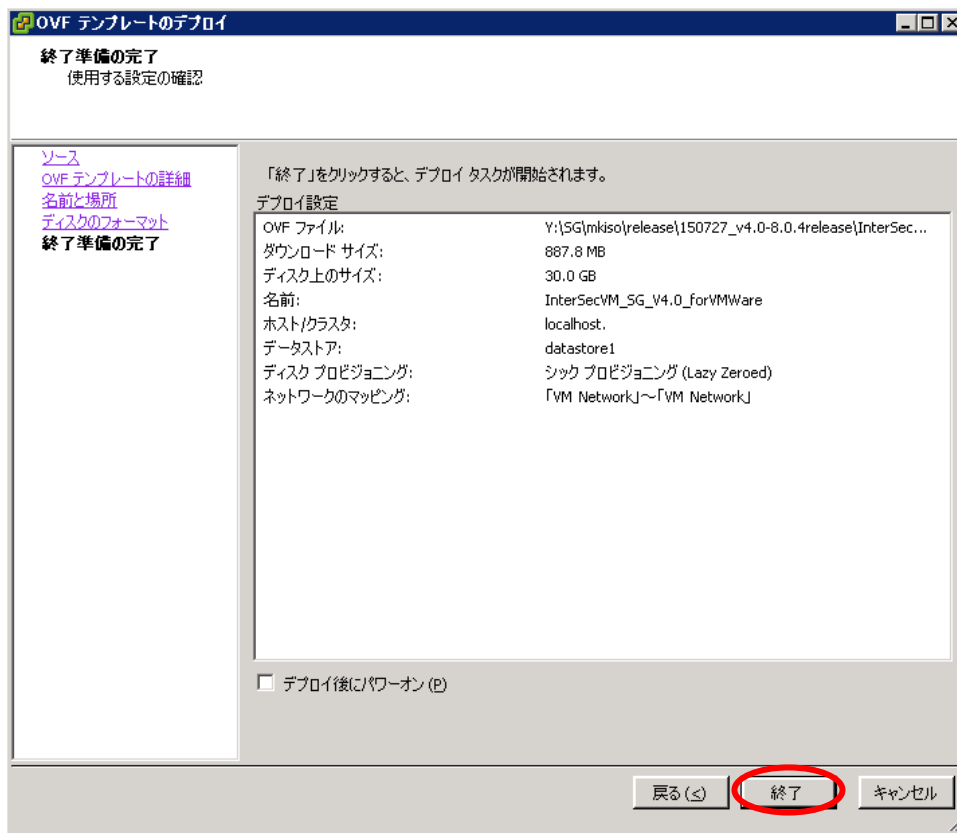 OVF テンプレートのデプロイ
終了準備の完了
使用する設定の確認
ソース
OVF テンプレートの詳細
名前と場所
ディスクのフォーマット
終了準備の完了
「終了」をクリックすると、デプロイ タスクが開始されます。
デプロイ設定
OVF ファイル: Y:\SG\mkiso\release\150727_v4.0-8.0.4release\InterSec...
ダウンロード サイズ: 887.8 MB
ディスク上のサイズ: 30.0 GB
名前: InterSecVM_SG_V4.0_forVMWare
ホスト/クラスタ: localhost.
データストア: datastore1
ディスク プロビジョニング: シック プロビジョニング (Lazy Zeroed)
ネットワークのマッピング: 「VM Network」～「VM Network」
デプロイ後にパワーオン (P)
戻る(≤) 終了 キャンセル